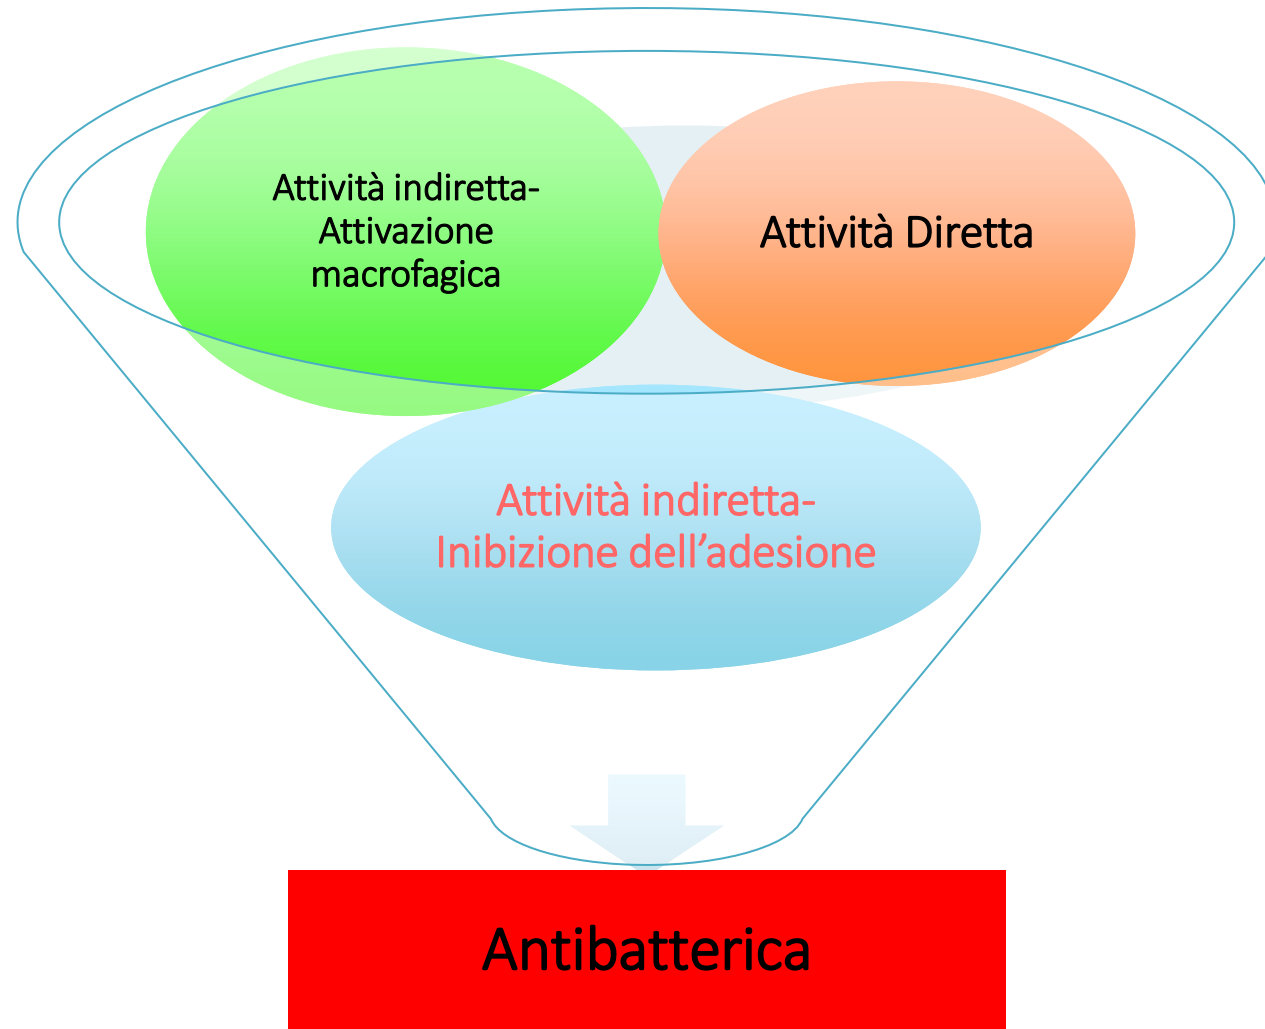 Attività indiretta-
Attivazione
macrofagica
Attività Diretta
Attività indiretta-
Inibizione dell’adesione
Antibatterica